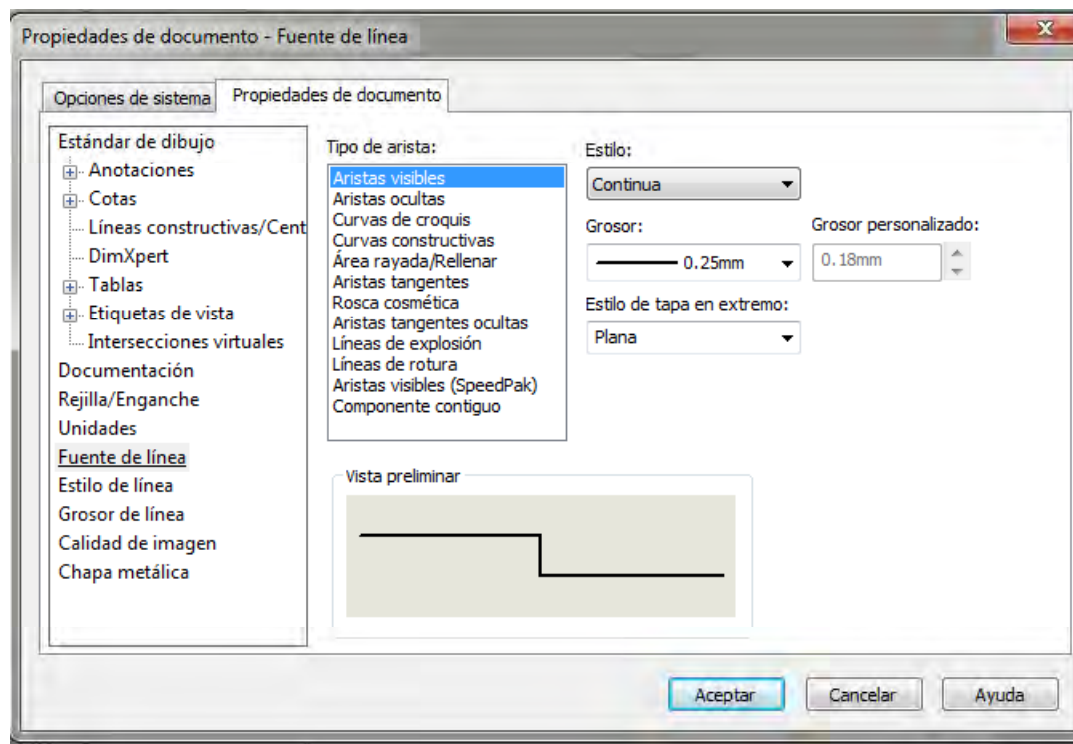 Propiedades de documento - Fuente de línea
Opciones de sistema
Propiedades de documento
Estándar de dibujo
Anotaciones
Cotas
Líneas constructivas/Cent
DimXpert
Tablas
Etiquetas de vista
Intersecciones virtuales
Documentación
Rejilla/Enganche
Unidades
Fuente de línea
Estilo de línea
Grosor de línea
Calidad de imagen
Chapa metálica
Tipo de arista:
Aristas visibles
Aristas ocultas
Curvas de croquis
Curvas constructivas
Área rayada/Rellenar
Aristas tangentes
Rosca cosmética
Aristas tangentes ocultas
Líneas de explosión
Líneas de rotura
Aristas visibles (SpeedPak)
Componente contiguo
Estilo:
Continua
Grosor:
0.25mm
Grosor personalizado:
0.18mm
Estilo de tapa en extremo:
Plana
Vista preliminar
Aceptar
Cancelar
Ayuda